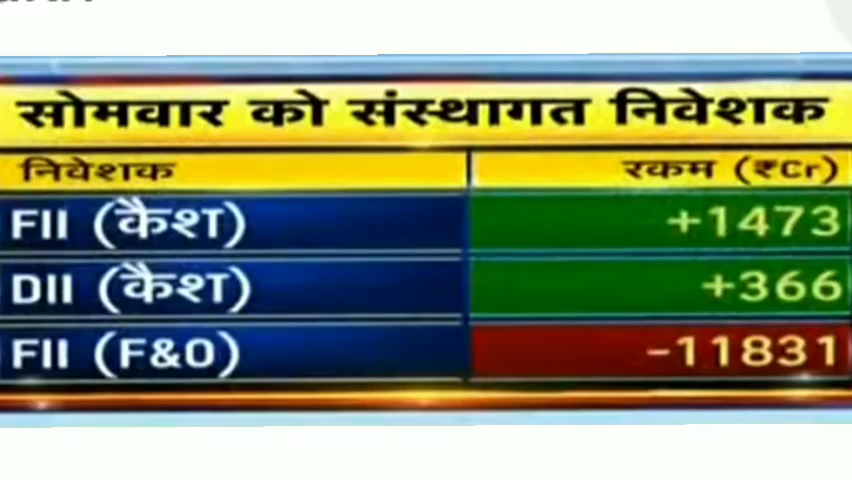 सोमवार को संस्थागत निवेशक
निवेशक रकम (₹Cr)
FII (कैश) +1473
DII (कैश) +366
FII (F&O) -11831